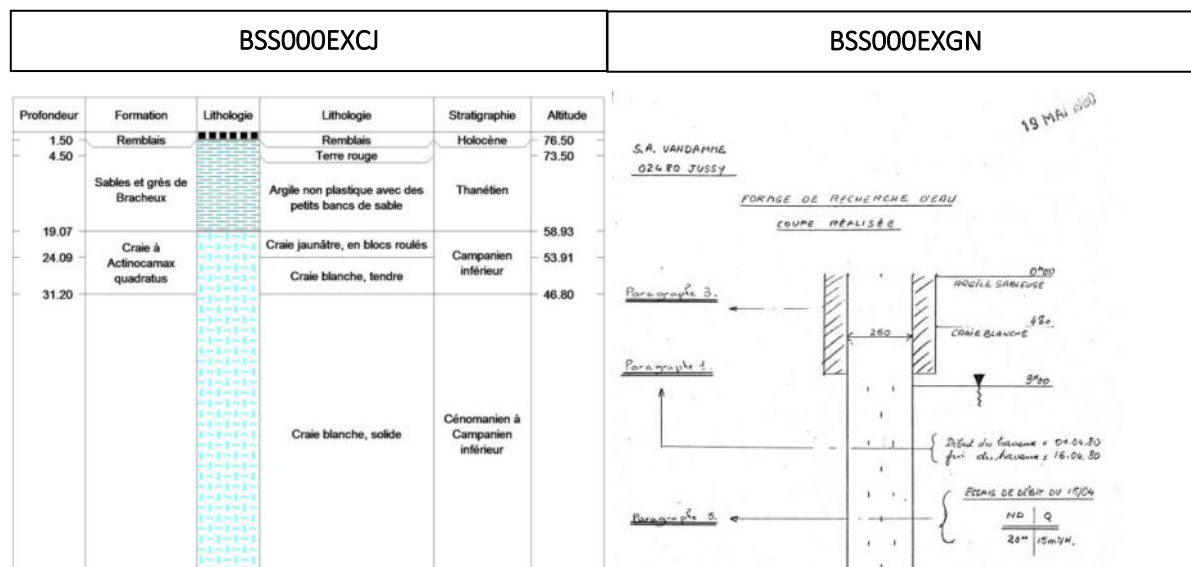 BSS000EXCJ
BSS000EXGN
Profondeur Formation Lithologie Lithologie Stratigraphie Altitude
1.50 Remblais Remblais Holocène 76.50
4.50 Terre rouge 73.50
Sables et grès de
Bracheux
Argile non plastique avec des
petits bancs de sable
Thanétien
19.07 58.93
Craie à
Actinocamax
quadratus
Craie jaunâtre, en blocs roulés
24.09 53.91
Craie blanche, tendre
Campanien
inférieur
31.20 46.80
Craie blanche, solide
Cénomanien à
Campanien
inférieur
19 MAI 1980
S.A. VANDAMME
02480 JUSSY
FORAGE DE RECHERCHE D'EAU
COUPE RÉALISÉE
0m00
ARGILE SABLEUSE
Paragraphe 3.
CRAIE BLANCHE
260
Paragraphe 1.
9m00
Début du travaux = 01.04.80
fin du travaux = 16.04.80
ESSAIS DE DÉBIT DU 15/04
Paragraphe 5.
ND Q
20m 15m³/H.